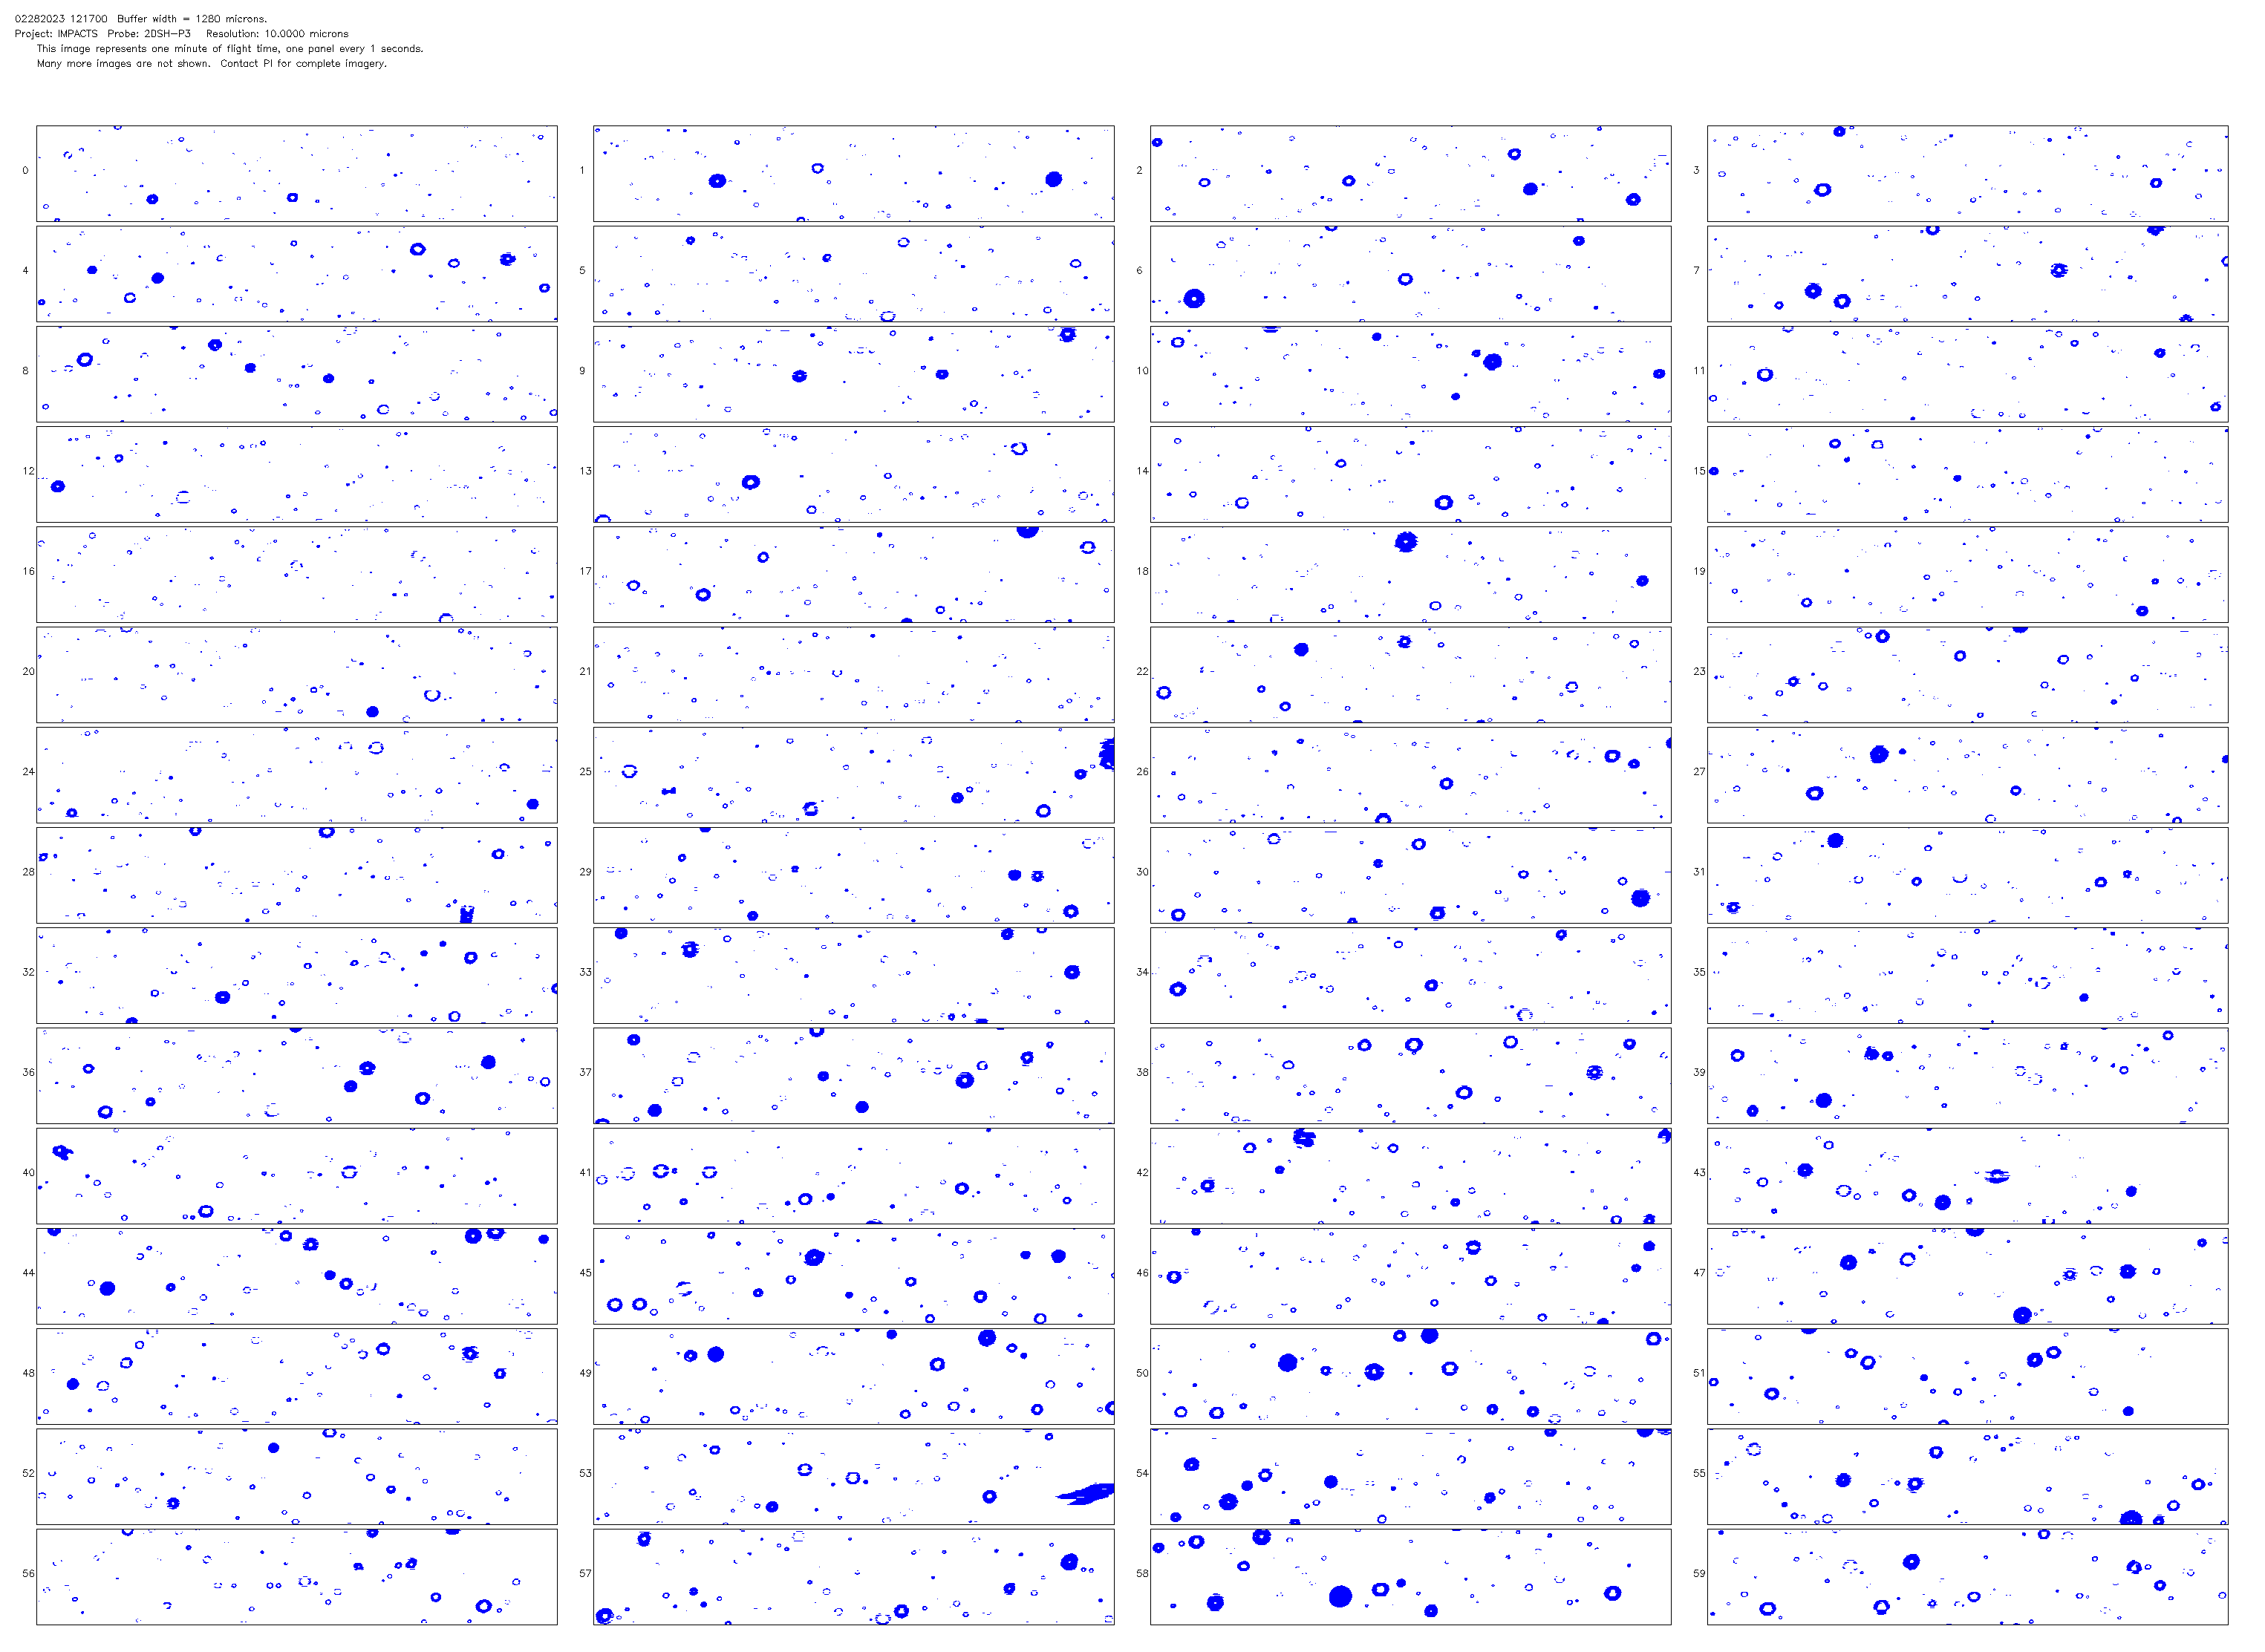 02282023 121700  Buffer width = 1280 microns.
Project: IMPACTS  Probe: 2DSH-P3    Resolution: 10.0000 microns
This image represents one minute of flight time, one panel every 1 seconds.
Many more images are not shown.  Contact PI for complete imagery.
0 1 2 3
4 5 6 7
8 9 10 11
12 13 14 15
16 17 18 19
20 21 22 23
24 25 26 27
28 29 30 31
32 33 34 35
36 37 38 39
40 41 42 43
44 45 46 47
48 49 50 51
52 53 54 55
56 57 58 59